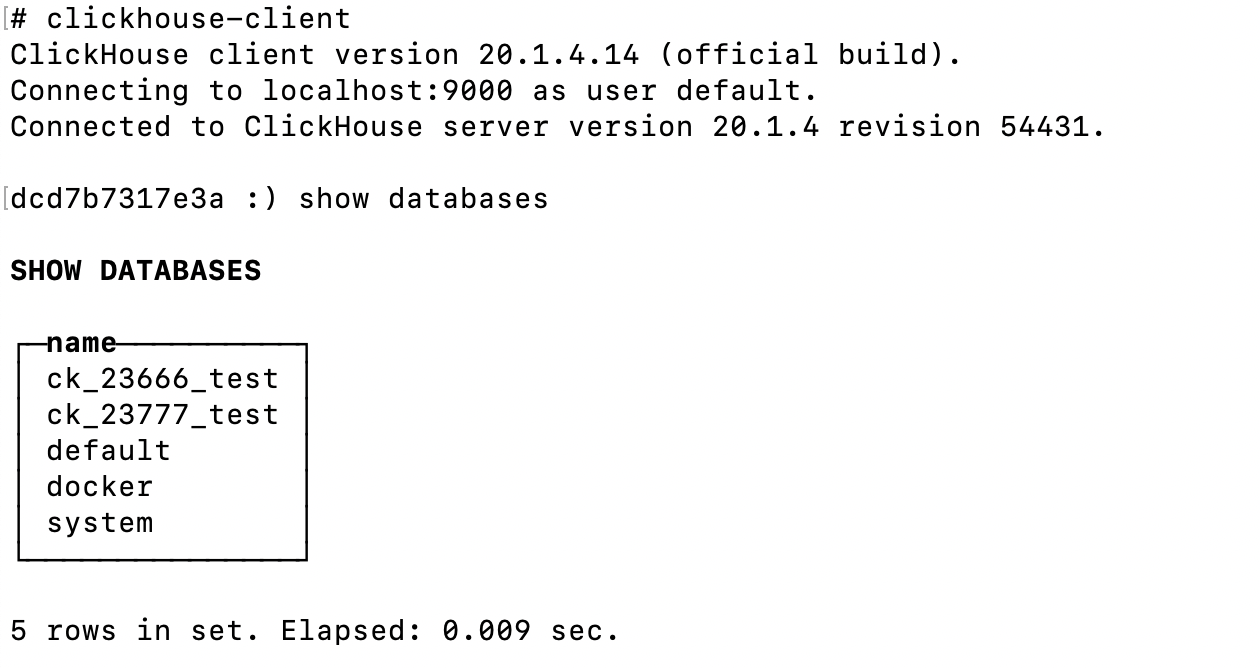 # clickhouse-client
ClickHouse client version 20.1.4.14 (official build).
Connecting to localhost:9000 as user default.
Connected to ClickHouse server version 20.1.4 revision 54431.
dcd7b7317e3a :) show databases
SHOW DATABASES
name
ck_23666_test
ck_23777_test
default
docker
system
5 rows in set. Elapsed: 0.009 sec.